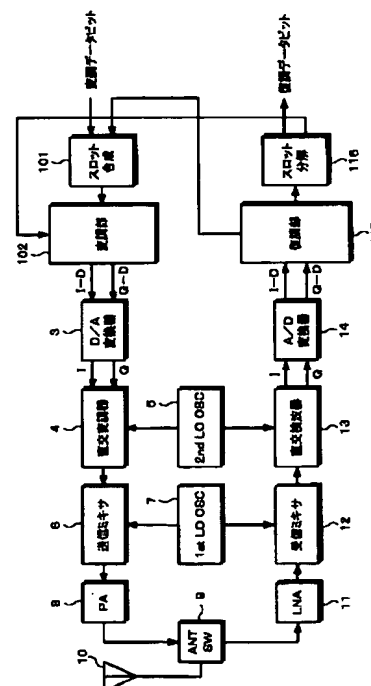 変調データビット
101
スロット
合成
102
変調部
I-D
Q-D
3
D/A
変換器
I
Q
4
直交変調器
6
送信ミキサ
8
PA
10
9
ANT
SW
5
2nd LO OSC
7
1st LO OSC
復調データビット
116
スロット
分解
復調部
I-D
Q-D
A/D
変換器
14
I
Q
直交検波器
13
受信ミキサ
12
LNA
11